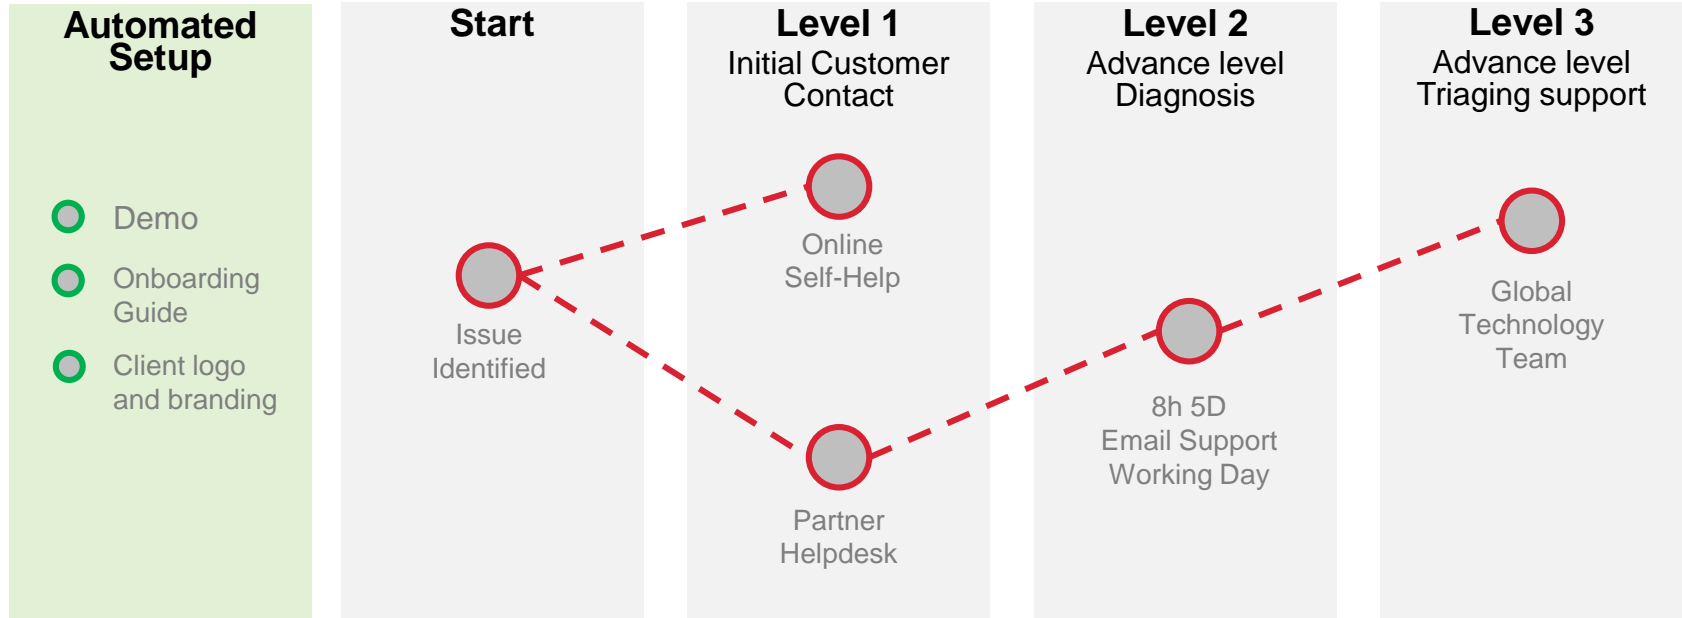 Automated
Setup
Demo
Onboarding
Guide
Client logo
and branding
Start
Issue
Identified
Level 1
Initial Customer
Contact
Online
Self-Help
Partner
Helpdesk
Level 2
Advance level
Diagnosis
8h 5D
Email Support
Working Day
Level 3
Advance level
Triaging support
Global
Technology
Team